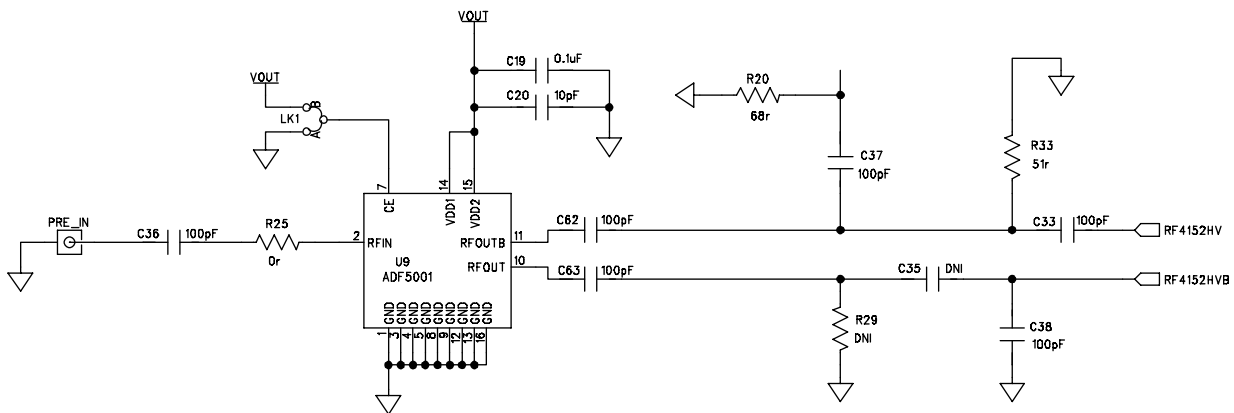 VOUT
C19 0.1uF
VOUT
R20
C20 10pF
B
LK1
68r
A
R33
C37
51r
100pF
7
14
15
CE
VDD1
VDD2
PRE_IN
C36 100pF
R25
C62 100pF
C33 100pF
2
RFIN
RFOUTB
11
RF4152HV
0r
U9
RFOUT
10
ADF5001
C63 100pF
C35 DNI
RF4152HVB
GND
GND
GND
GND
GND
GND
GND
GND
GND
R29
C38
DNI
100pF
1
3
4
5
8
9
12
13
16